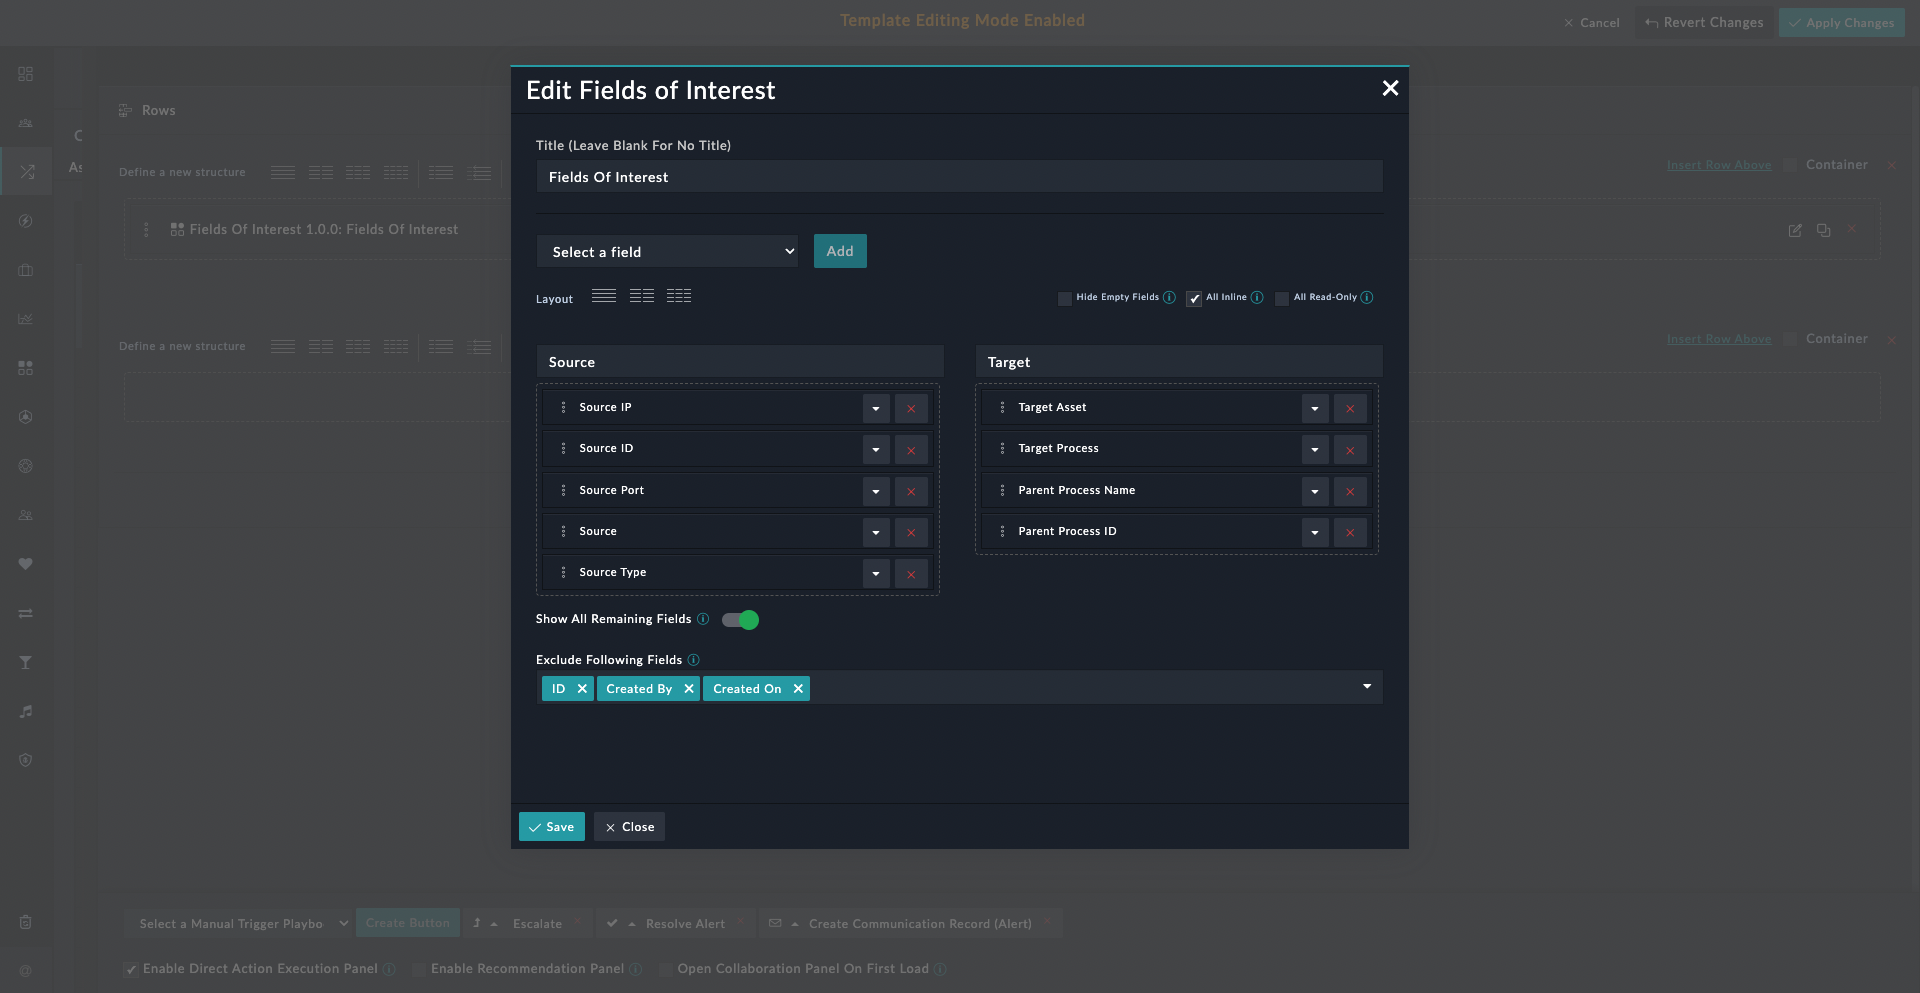 Template Editing Mode Enabled
Cancel
Revert Changes
Apply Changes
Rows
Define a new structure
Insert Row Above
Container
Fields Of Interest 1.0.0: Fields Of Interest
Define a new structure
Insert Row Above
Container
Edit Fields of Interest
Title (Leave Blank For No Title)
Fields Of Interest
Select a field
Add
Layout
Hide Empty Fields
All Inline
All Read-Only
Source
Source IP
Source ID
Source Port
Source
Source Type
Target
Target Asset
Target Process
Parent Process Name
Parent Process ID
Show All Remaining Fields
Exclude Following Fields
ID
Created By
Created On
Save
Close
Select a Manual Trigger Playbo
Create Button
Escalate
Resolve Alert
Create Communication Record (Alert)
Enable Direct Action Execution Panel
Enable Recommendation Panel
Open Collaboration Panel On First Load